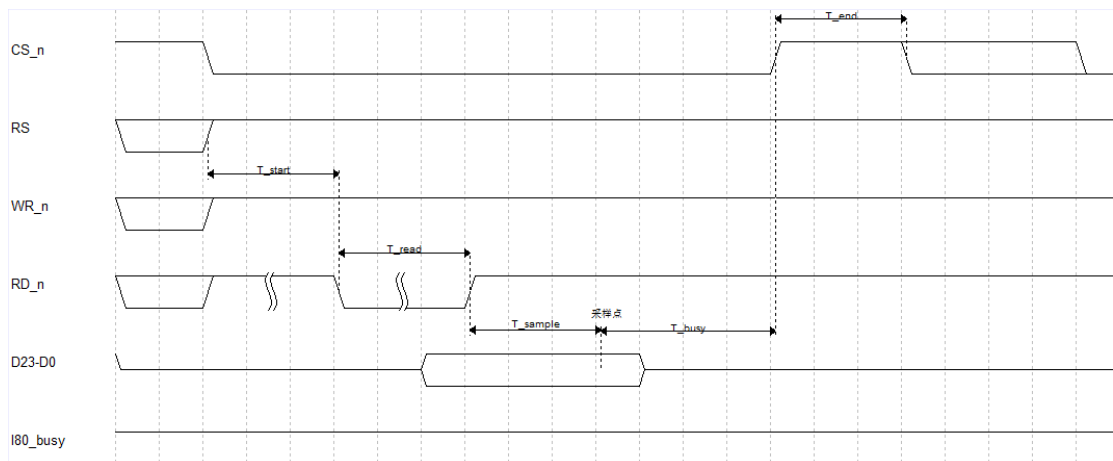 T_end
CS_n
RS
T_start
WR_n
T_read
RD_n
采样点
T_sample
T_busy
D23-D0
I80_busy